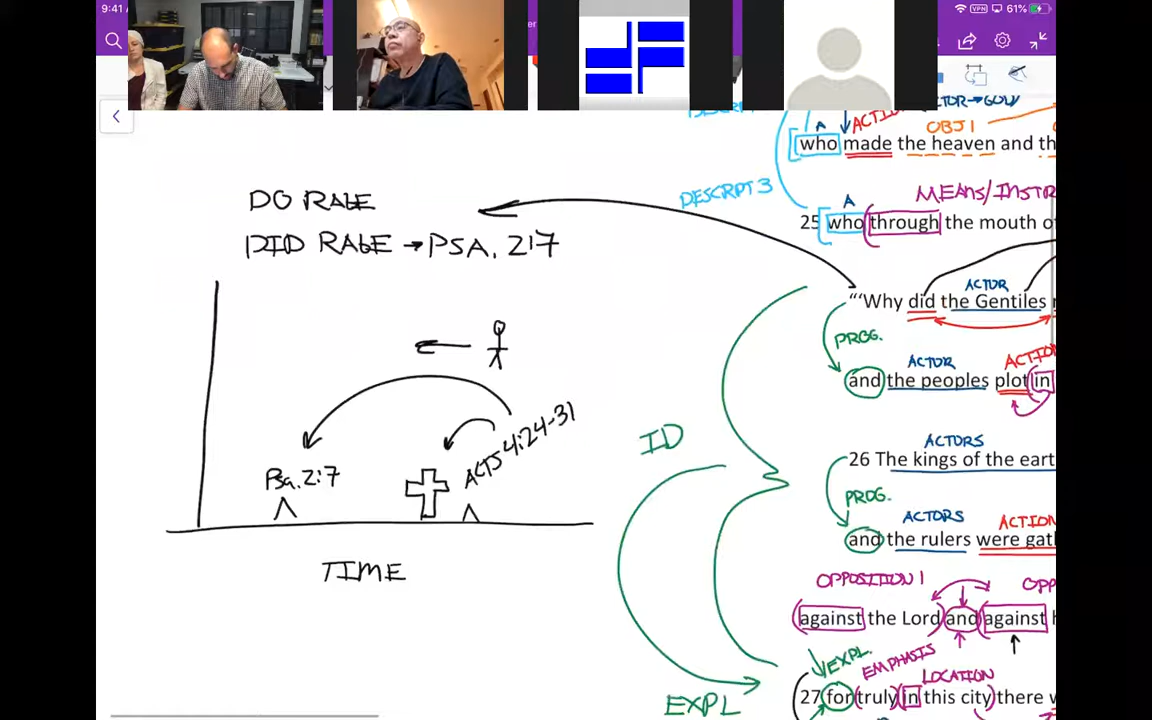 9:41
VPN
61%
ACTOR→GOD
A
ACTI
OBJ 1
who made the heaven and th
DESCRPT 3
A
MEANS/INSTR
25 who through the mouth of
DO RAGE
DID RAGE → PSA. 2:7
ACTOR
"'Why did the Gentiles
PROG.
ACTOR
ACTION
and the peoples plot in
ID
ACTORS
26 The kings of the eart
PROG.
ACTORS
ACTION
and the rulers were gath
Psa. 2:7
ACTS 4:24-31
TIME
OPPOSITION 1
OPP
against the Lord and against h
EXPL.
EMPHASIS
LOCATION
27 for truly in this city there w
EXPL